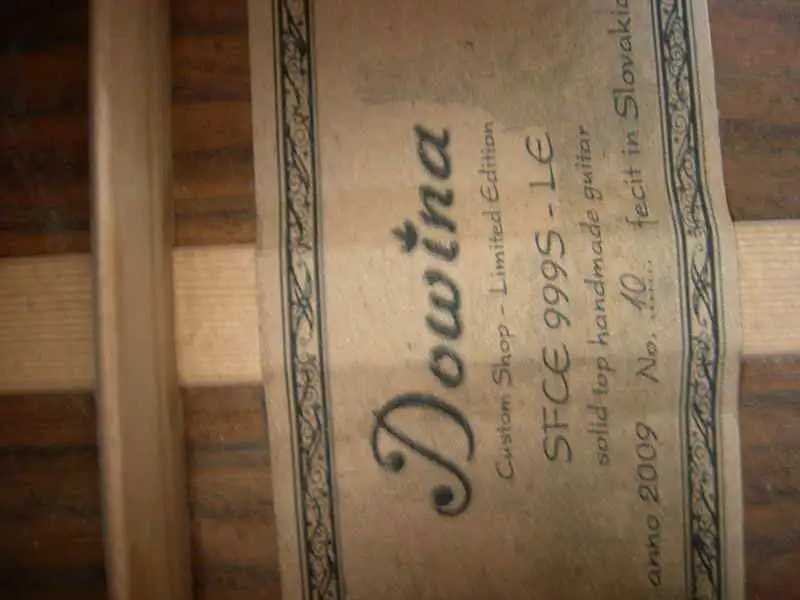 Dowina
Custom Shop - Limited Edition
SFCE 999S - LE
solid top handmade guitar
anno 2009 No. 10 fecit in Slovakia